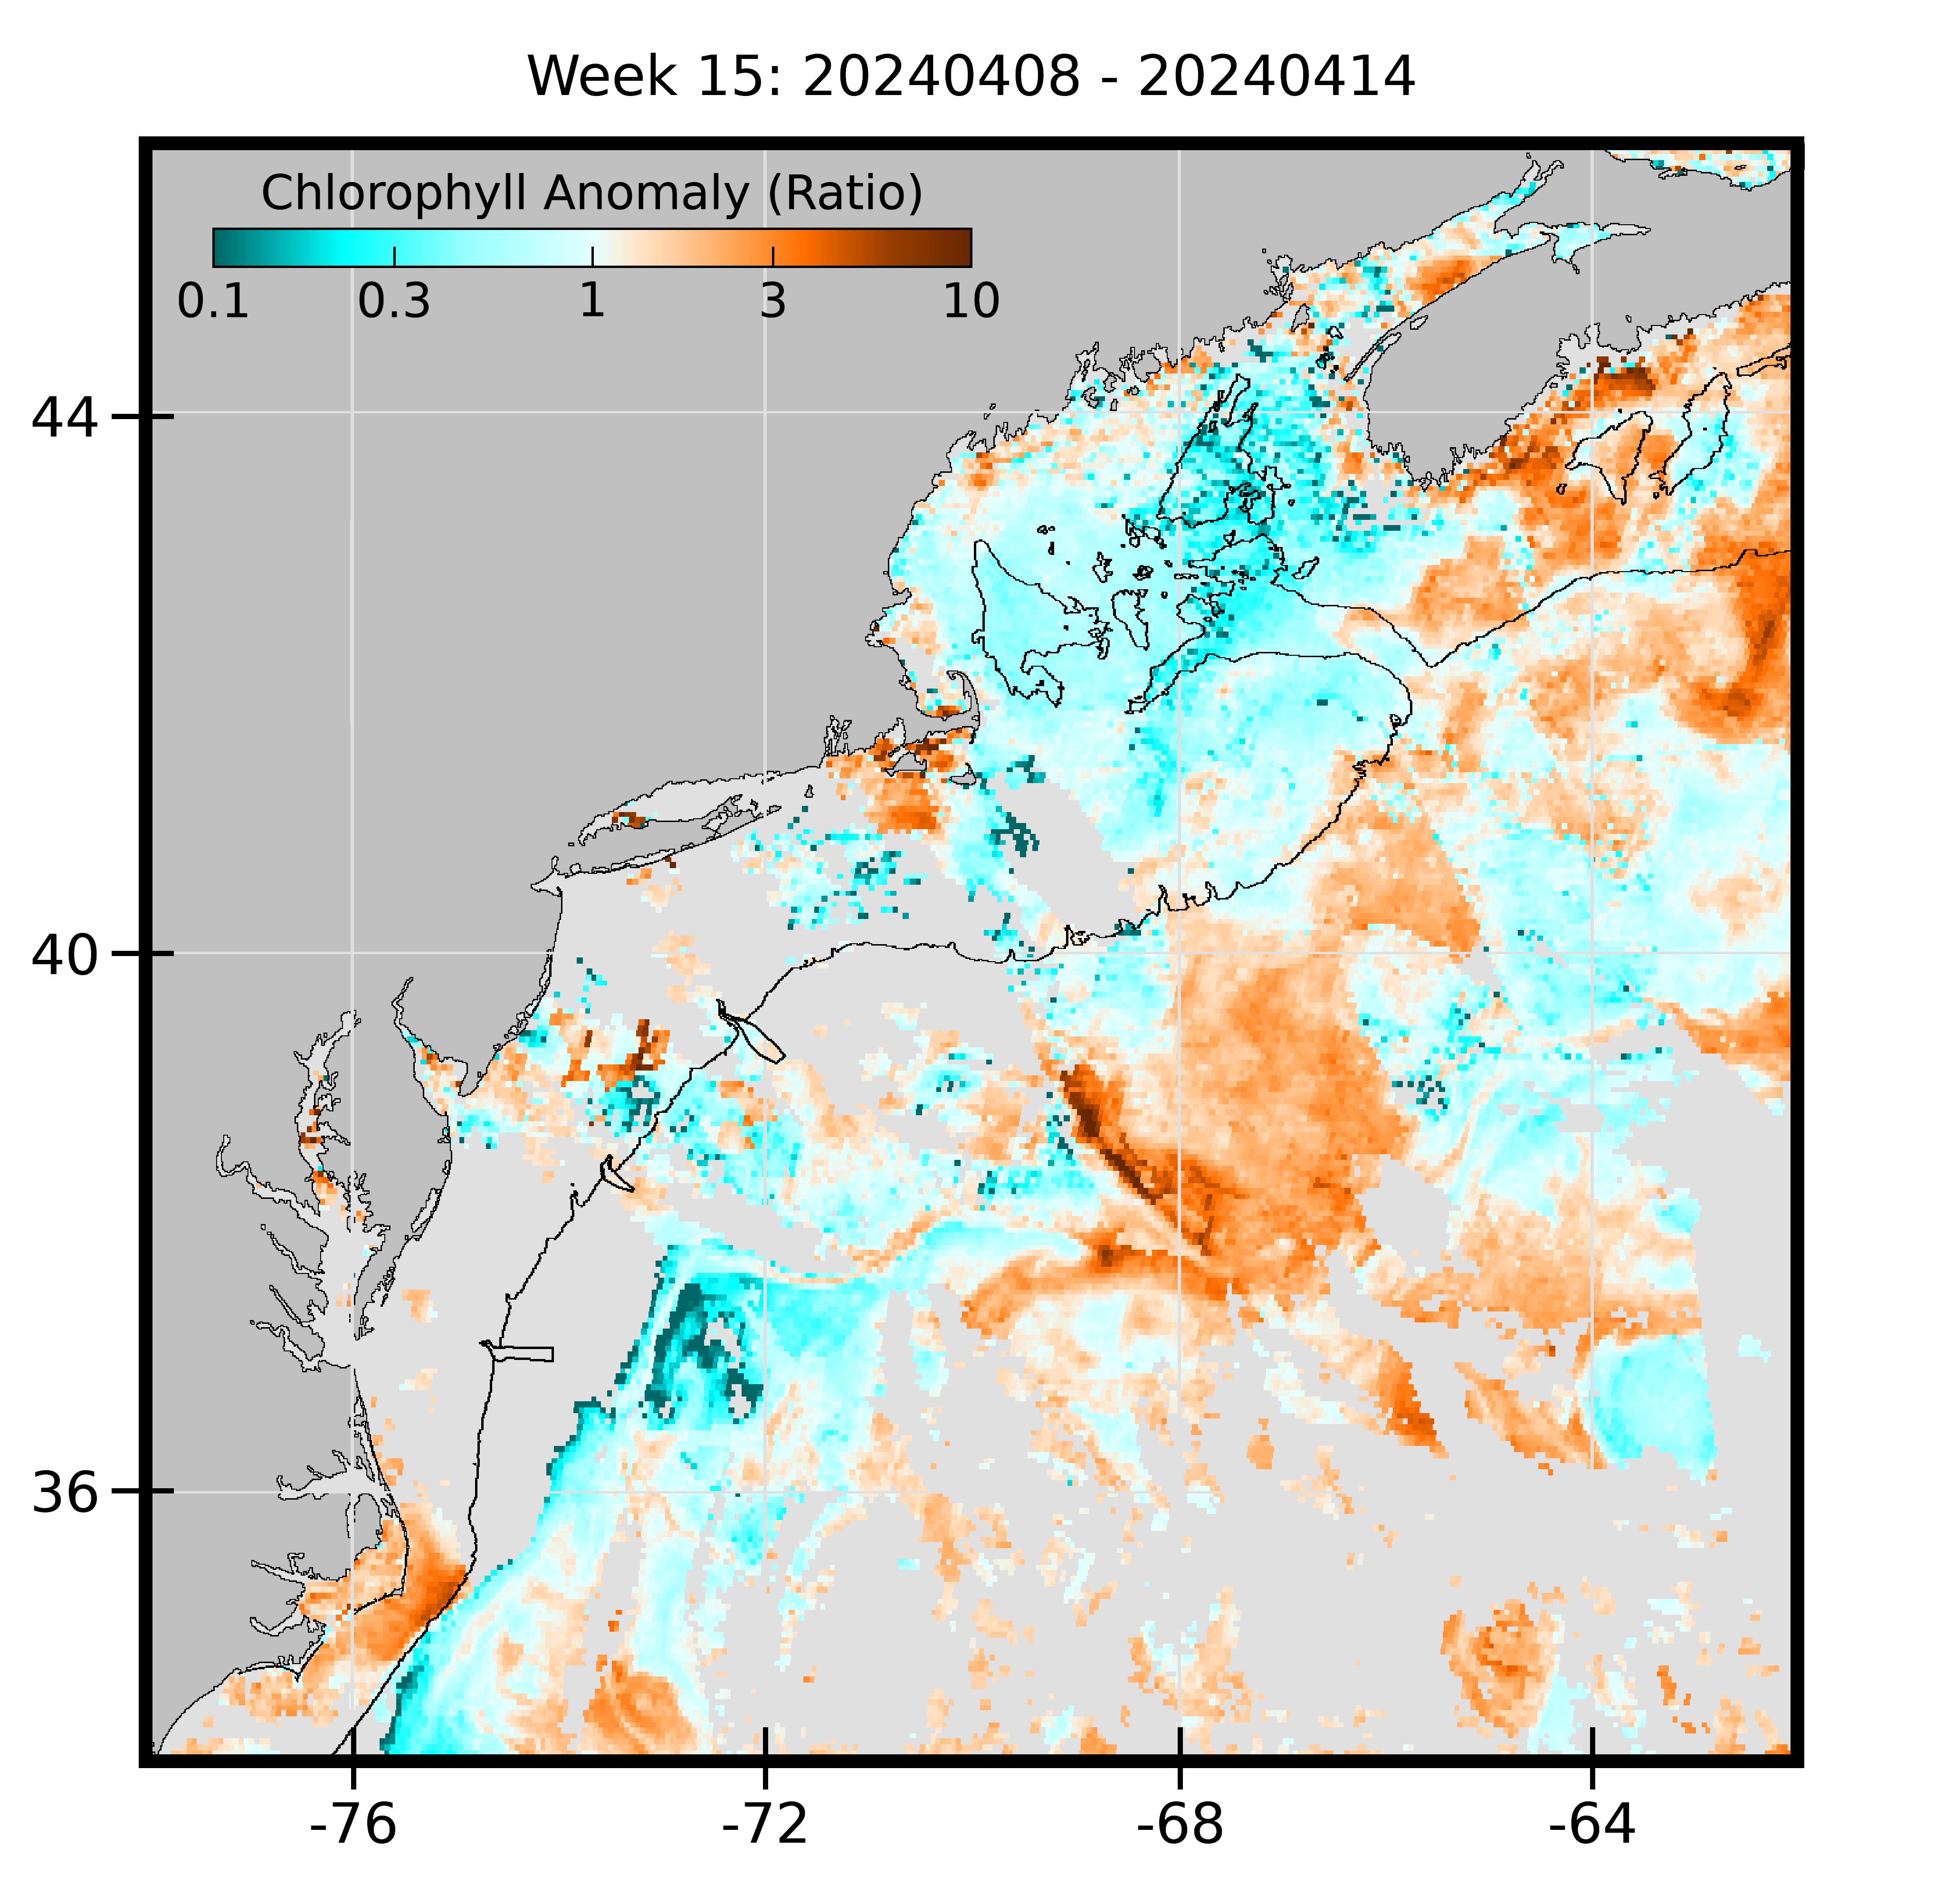 Week 15: 20240408 - 20240414
Chlorophyll Anomaly (Ratio)
0.1 0.3 1 3 10
44
40
36
-76 -72 -68 -64